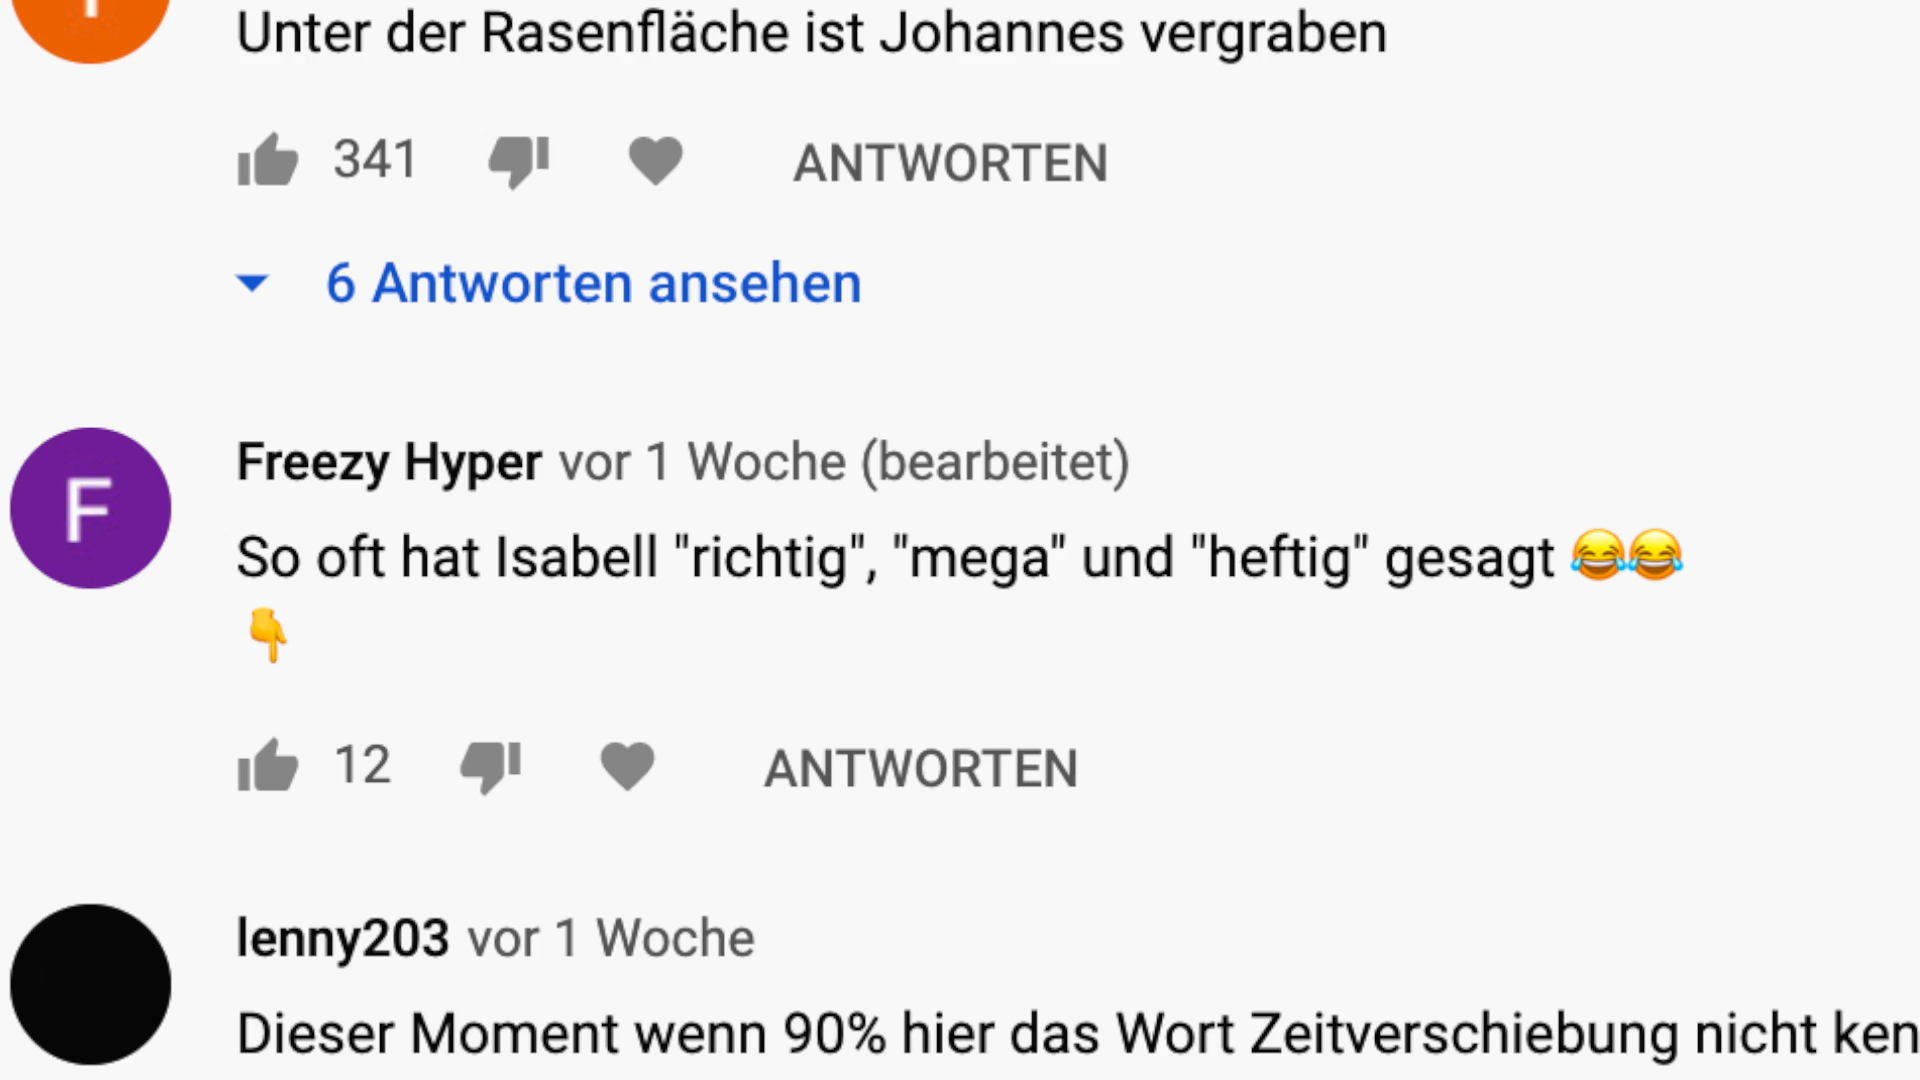 Unter der Rasenfläche ist Johannes vergraben
341 ANTWORTEN
6 Antworten ansehen
F
Freezy Hyper vor 1 Woche (bearbeitet)
So oft hat Isabell "richtig", "mega" und "heftig" gesagt 😂😂
👇
12 ANTWORTEN
lenny203 vor 1 Woche
Dieser Moment wenn 90% hier das Wort Zeitverschiebung nicht ken